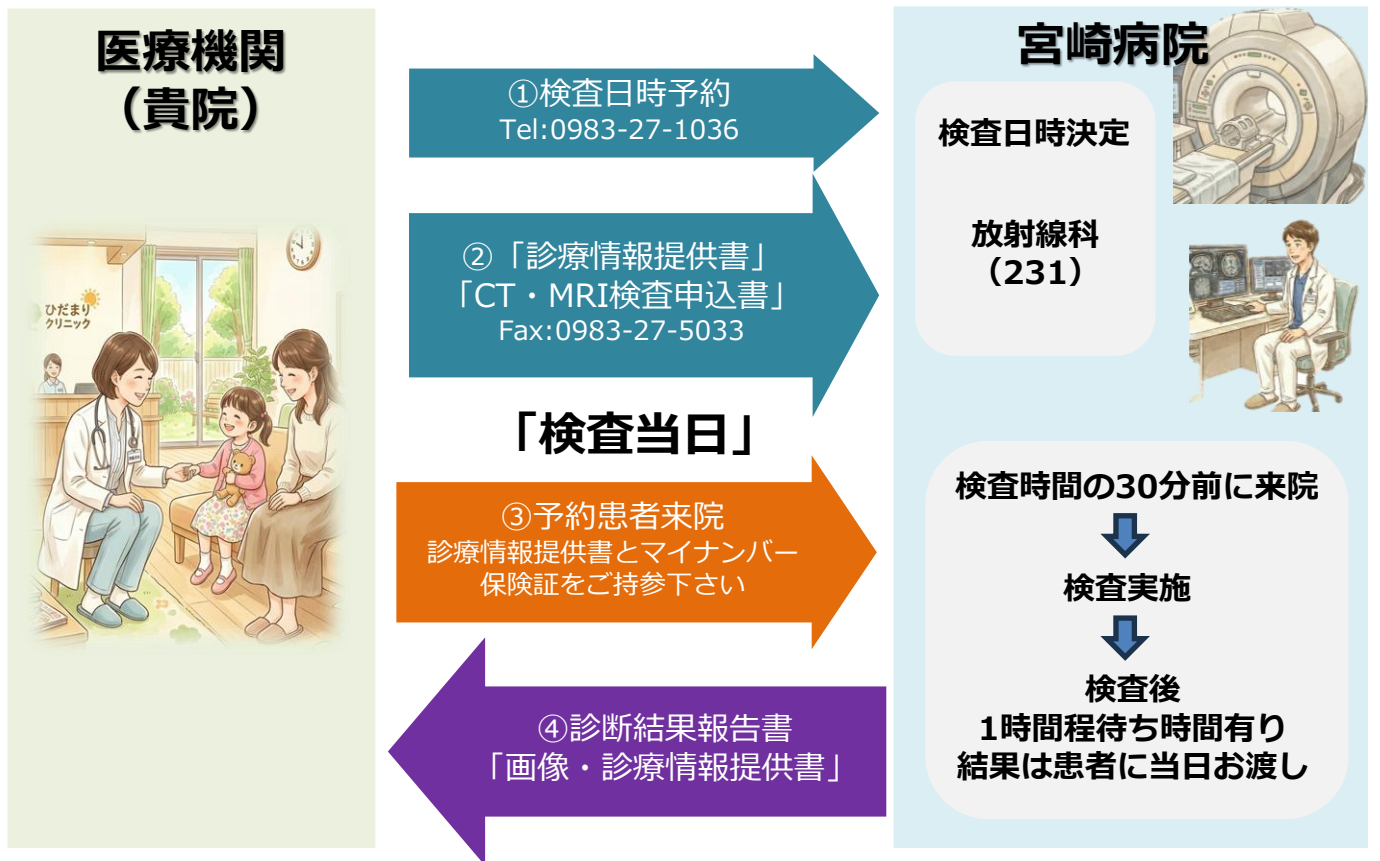 医療機関
（貴院）
ひだまり
クリニック
①検査日時予約
Tel:0983-27-1036
②「診療情報提供書」
「CT・MRI検査申込書」
Fax:0983-27-5033
「検査当日」
③予約患者来院
診療情報提供書とマイナンバー
保険証をご持参下さい
④診断結果報告書
「画像・診療情報提供書」
宮崎病院
検査日時決定
放射線科
（231）
検査時間の30分前に来院
検査実施
検査後
1時間程待ち時間有り
結果は患者に当日お渡し